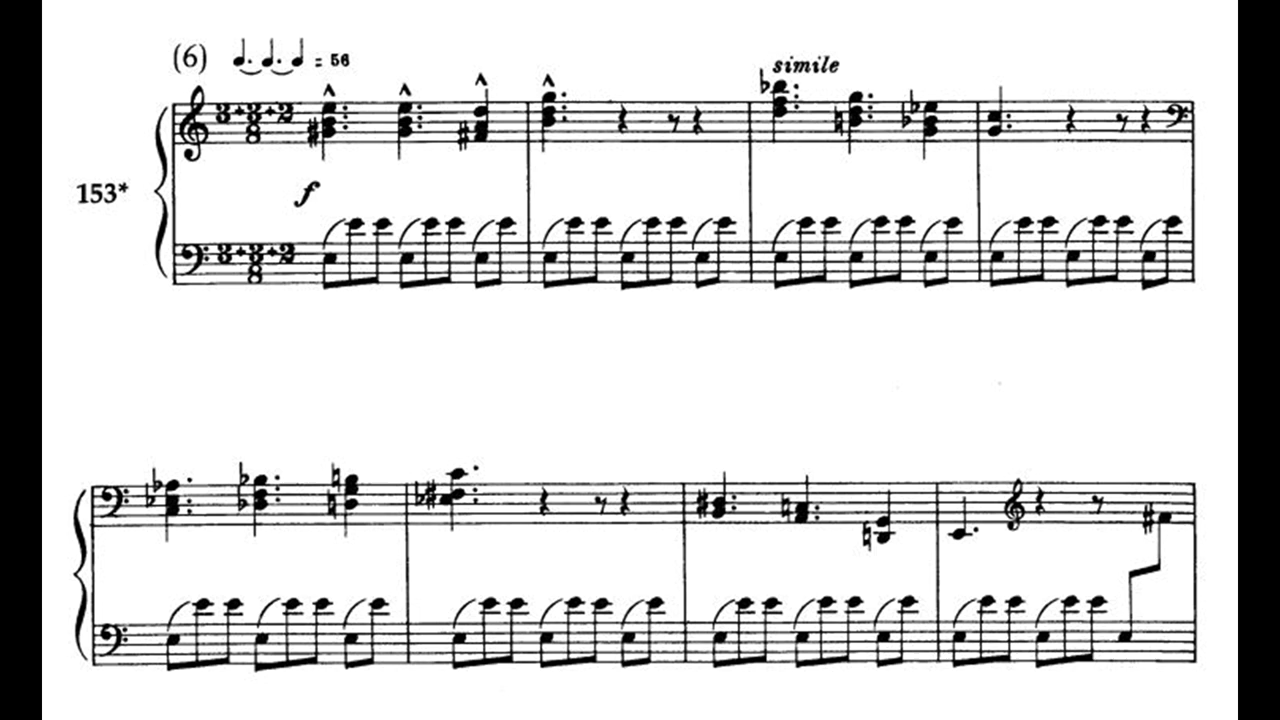 (6) = 56
simile
3+3+2
8
153*
f
3+3+2
8